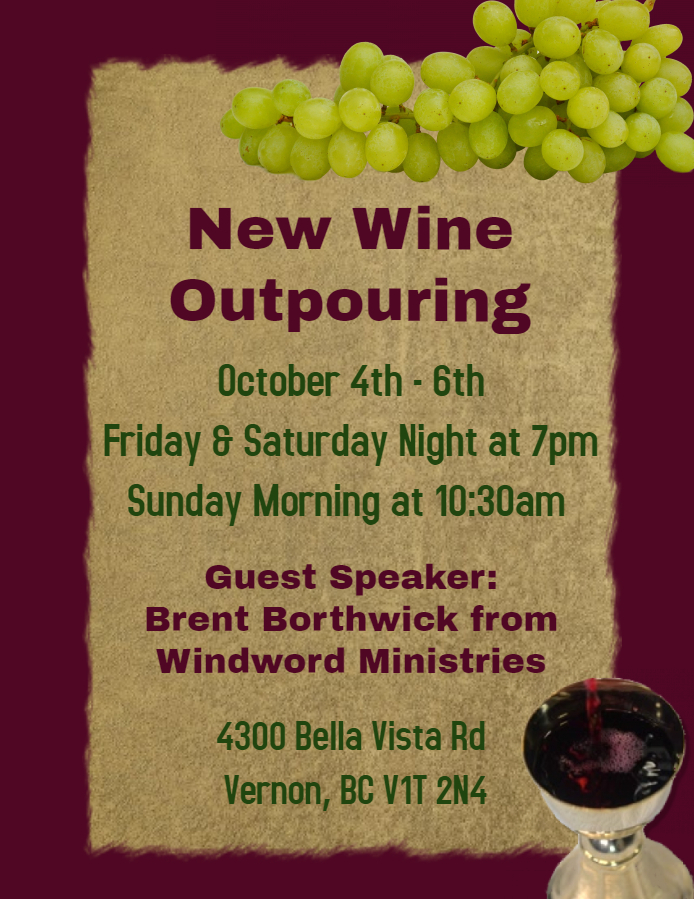 New Wine
Outpouring
October 4th - 6th
Friday & Saturday Night at 7pm
Sunday Morning at 10:30am
Guest Speaker:
Brent Borthwick from
Windword Ministries
4300 Bella Vista Rd
Vernon, BC V1T 2N4